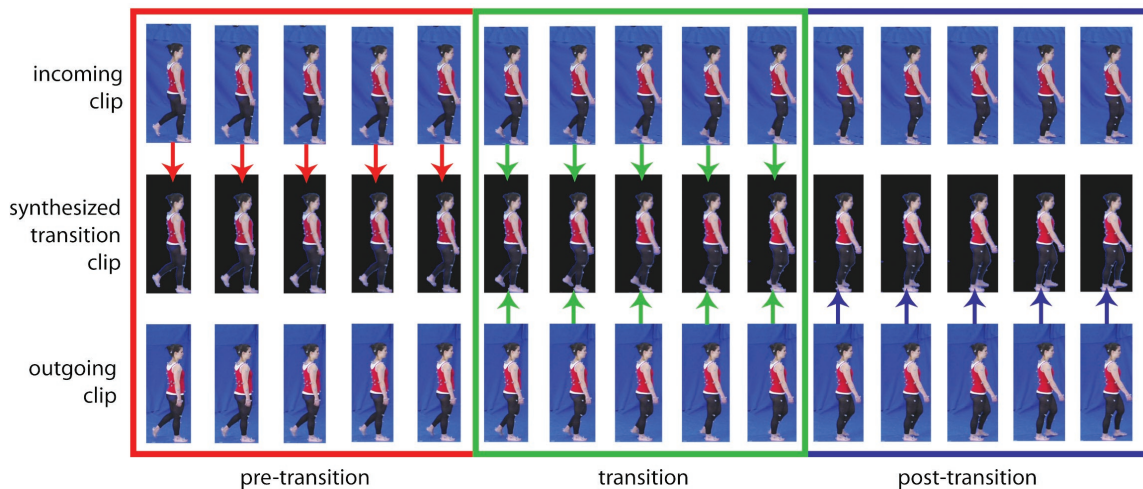 incoming
clip
synthesized
transition
clip
outgoing
clip
pre-transition
transition
post-transition